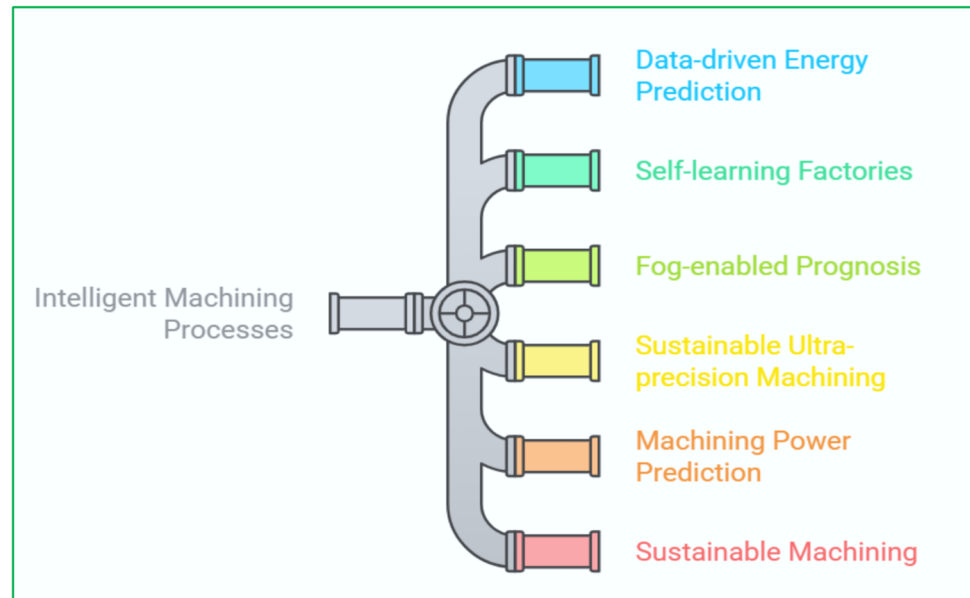 Data-driven Energy
Prediction
Self-learning Factories
Fog-enabled Prognosis
Intelligent Machining
Processes
Sustainable Ultra-
precision Machining
Machining Power
Prediction
Sustainable Machining